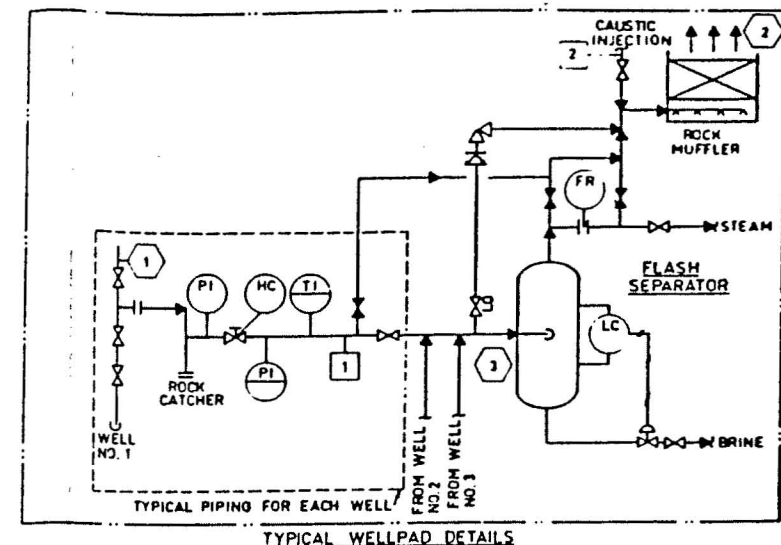 CAUSTIC
INJECTION
2
2
ROCK
MUFFLER
FR
STEAM
FLASH
SEPARATOR
1
PI
HC
TI
LC
3
1
PI
ROCK
CATCHER
WELL
NO. 1
FROM WELL
NO.2
FROM WELL
NO.3
BRINE
TYPICAL PIPING FOR EACH WELL
TYPICAL WELLPAD DETAILS